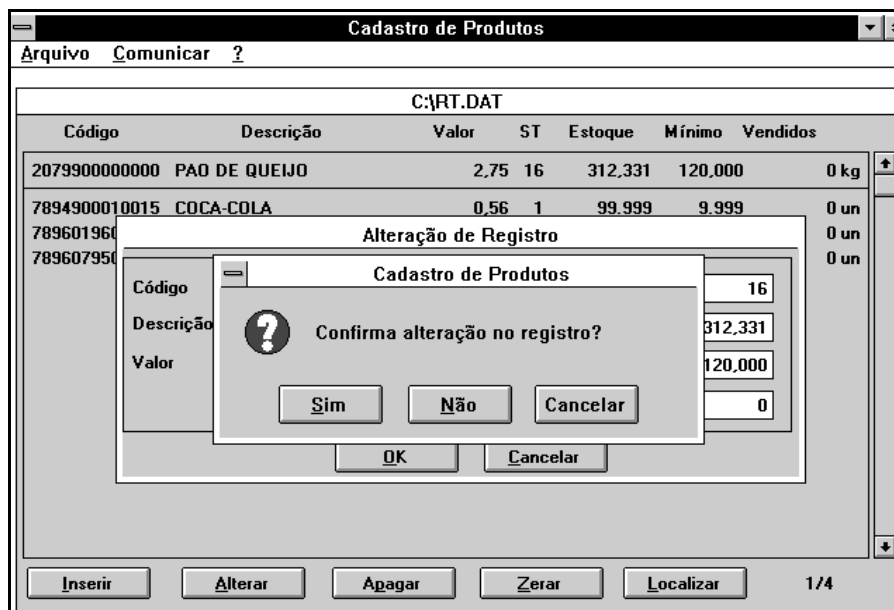 Cadastro de Produtos
Arquivo Comunicar ?
C:\RT.DAT
Código Descrição Valor ST Estoque Mínimo Vendidos
2079900000000 PAO DE QUEIJO 2,75 16 312,331 120,000 0 kg
7894900010015 COCA-COLA 0,56 1 99.999 9.999 0 un
789601960 0 un
789607950 0 un
Alteração de Registro
Cadastro de Produtos
Código 16
Descrição 312,331
Confirma alteração no registro?
Valor 120,000
0
Sim Não Cancelar
OK Cancelar
Inserir Alterar Apagar Zerar Localizar 1/4